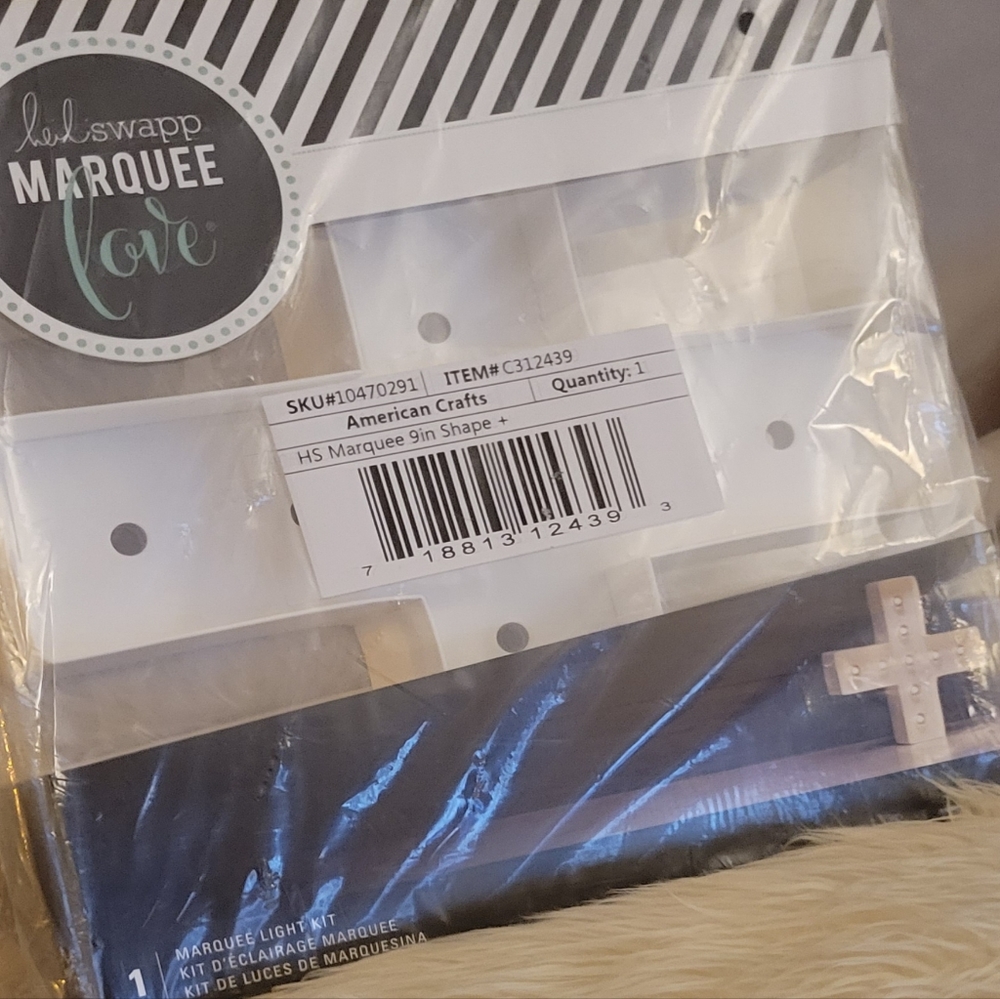 heidi swapp
MARQUEE
love
SKU#10470291 ITEM# C312439
American Crafts Quantity: 1
HS Marquee 9in Shape +
7 18813 12439 3
1
MARQUEE LIGHT KIT
KIT D'ÉCLAIRAGE MARQUEE
KIT DE LUCES DE MARQUESINA